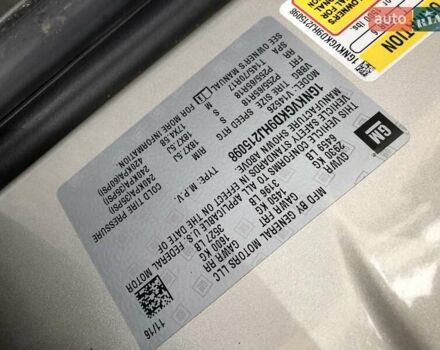 MFD BY GENERAL MOTORS LLC
GVWR GAWR FRT GAWR RR
2930 KG 1450 KG 1600 KG
6459 LB 3196 LB 3527 LB
THIS VEHICLE CONFORMS TO ALL APPLICABLE U.S. FEDERAL MOTOR
VEHICLE SAFETY STANDARDS IN EFFECT ON THE DATE OF
MANUFACTURE SHOWN ABOVE.
TYPE: M.P.V.
MODEL: V14526
TIRE SIZE SPEED RTG RIM COLD TIRE PRESSURE
FRT P255/65R18 S 18X7.5J 240KPA(35PSI)
RR P255/65R18 S 18X7.5J 240KPA(35PSI)
SPA T145/70R17 M 17X4.5B 420KPA(60PSI)
SEE OWNER'S MANUAL FOR MORE INFORMATION
GM
11/16
auto RIA